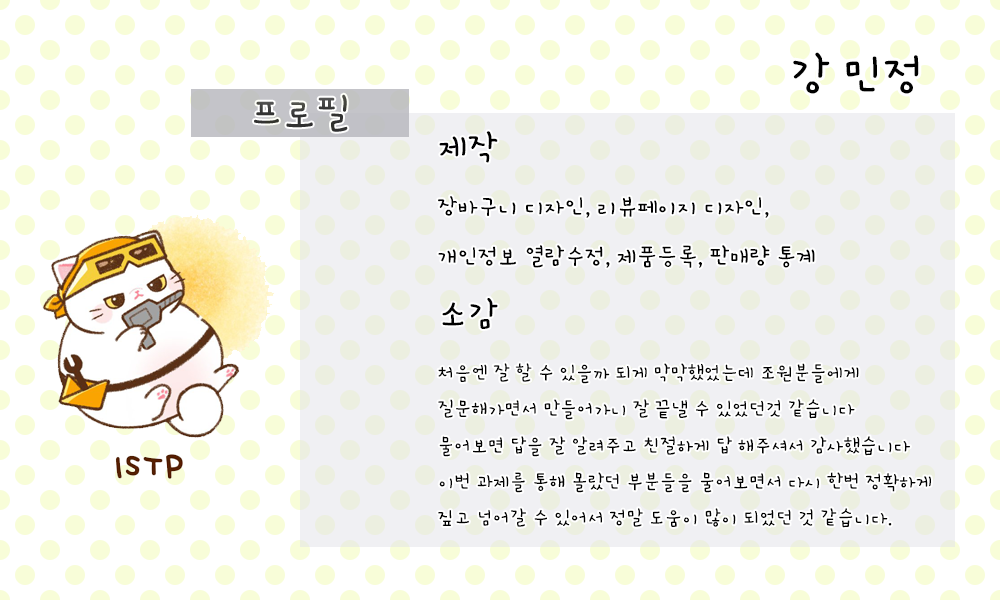 강 민정
프로필
제작
장바구니 디자인, 리뷰페이지 디자인,
개인정보 열람수정, 제품등록, 판매량 통계
소감
처음엔 잘 할 수 있을까 되게 막막했었는데 조원분들에게
질문해가면서 만들어가니 잘 끝낼 수 있었던것 같습니다
물어보면 답을 잘 알려주고 친절하게 답 해주셔서 감사했습니다
이번 과제를 통해 몰랐던 부분들을 물어보면서 다시 한번 정확하게
짚고 넘어갈 수 있어서 정말 도움이 많이 되었던 것 같습니다.
ISTP